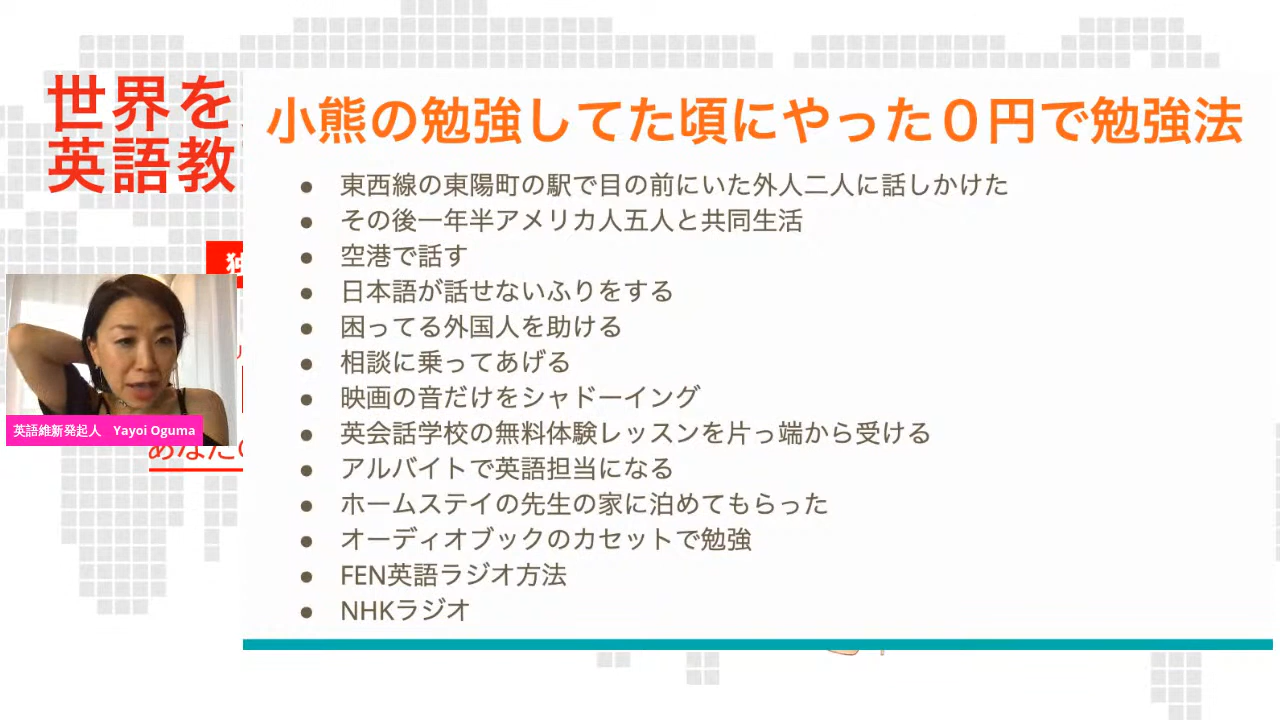 世界を
英語教
小熊の勉強してた頃にやった０円で勉強法
● 東西線の東陽町の駅で目の前にいた外人二人に話しかけた
● その後一年半アメリカ人五人と共同生活
● 空港で話す
● 日本語が話せないふりをする
● 困ってる外国人を助ける
● 相談に乗ってあげる
● 映画の音だけをシャドーイング
● 英会話学校の無料体験レッスンを片っ端から受ける
● アルバイトで英語担当になる
● ホームステイの先生の家に泊めてもらった
● オーディオブックのカセットで勉強
● FEN英語ラジオ方法
● NHKラジオ
英語維新発起人 Yayoi Oguma
あなた